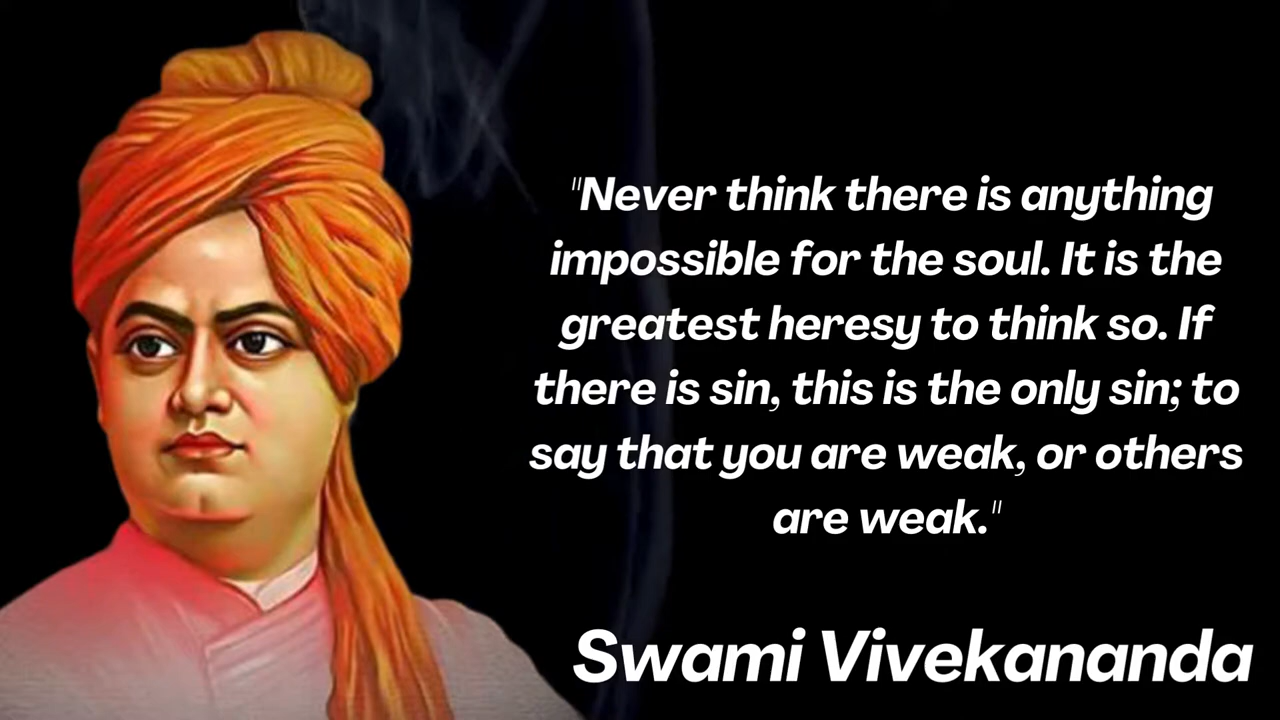 "Never think there is anything
impossible for the soul. It is the
greatest heresy to think so. If
there is sin, this is the only sin; to
say that you are weak, or others
are weak."
Swami Vivekananda